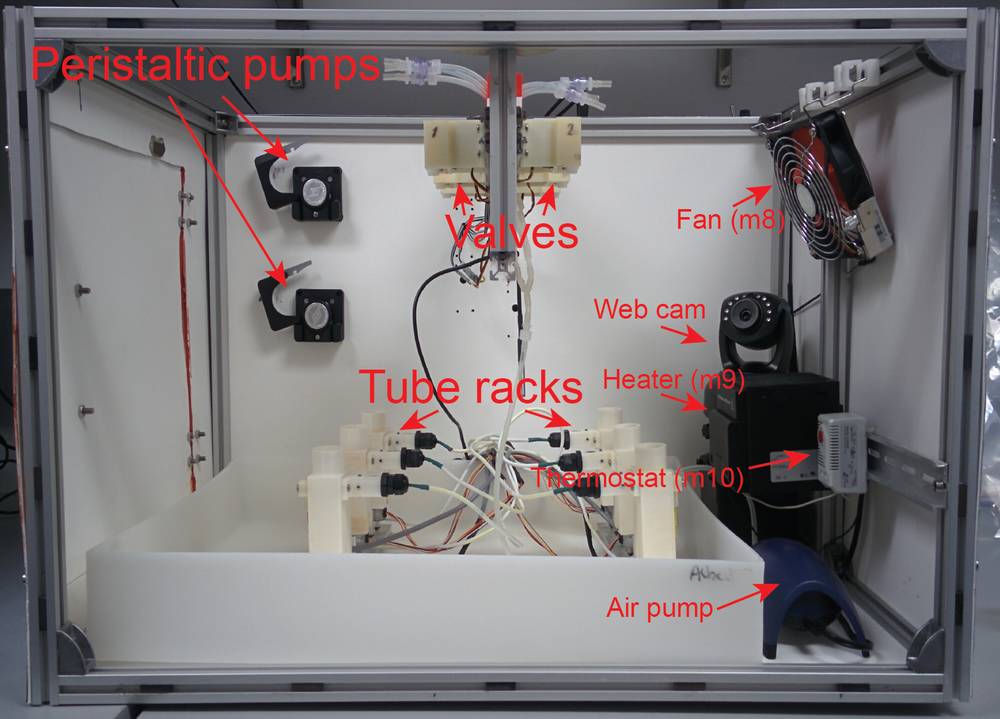 Peristaltic pumps
1
2
Valves
Fan (m8)
Web cam
Tube racks
Heater (m9)
Thermostat (m10)
Air pump